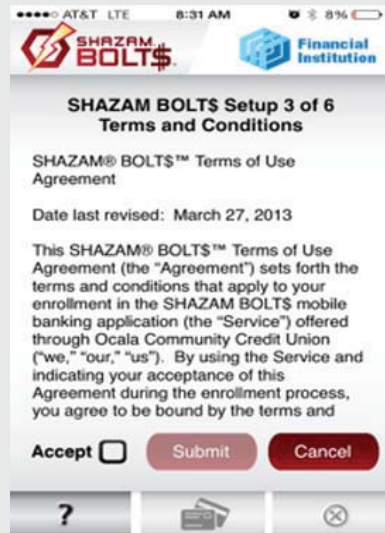 AT&T LTE 8:31 AM 8%
SHAZAM
BOLT$.
Financial
Institution
SHAZAM BOLT$ Setup 3 of 6
Terms and Conditions
SHAZAM® BOLT$™ Terms of Use
Agreement
Date last revised: March 27, 2013
This SHAZAM® BOLT$™ Terms of Use
Agreement (the “Agreement”) sets forth the
terms and conditions that apply to your
enrollment in the SHAZAM BOLT$ mobile
banking application (the “Service”) offered
through Ocala Community Credit Union
(“we,” “our,” “us”). By using the Service and
indicating your acceptance of this
Agreement during the enrollment process,
you agree to be bound by the terms and
Accept Submit Cancel
?